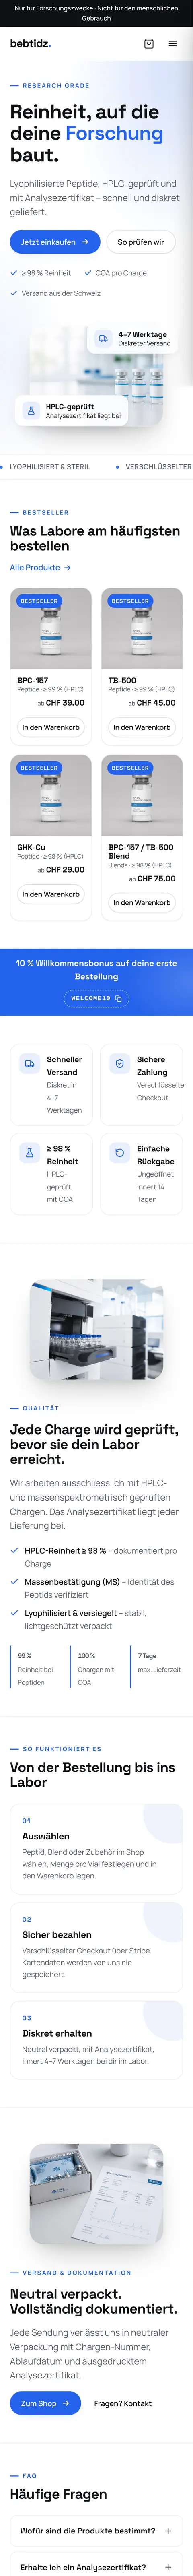 Nur für Forschungszwecke · Nicht für den menschlichen
Gebrauch
bebtidz.
RESEARCH GRADE
Reinheit, auf die
deine Forschung
baut.
Lyophilisierte Peptide, HPLC-geprüft und
mit Analysezertifikat – schnell und diskret
geliefert.
Jetzt einkaufen →
So prüfen wir
≥ 98 % Reinheit
COA pro Charge
Versand aus der Schweiz
4–7 Werktage
Diskreter Versand
HPLC-geprüft
Analysezertifikat liegt bei
LYOPHILISIERT & STERIL
VERSCHLÜSSELTER
BESTSELLER
Was Labore am häufigsten
bestellen
Alle Produkte →
BESTSELLER
BPC-157
Peptide · ≥ 99 % (HPLC)
ab CHF 39.00
In den Warenkorb
BESTSELLER
TB-500
Peptide · ≥ 99 % (HPLC)
ab CHF 45.00
In den Warenkorb
BESTSELLER
GHK-Cu
Peptide · ≥ 98 % (HPLC)
ab CHF 29.00
In den Warenkorb
BESTSELLER
BPC-157 / TB-500
Blend
Blends · ≥ 98 % (HPLC)
ab CHF 75.00
In den Warenkorb
10 % Willkommensbonus auf deine erste
Bestellung
WELCOME10
Schneller
Versand
Diskret in
4–7
Werktagen
Sichere
Zahlung
Verschlüsselter
Checkout
≥ 98 %
Reinheit
HPLC-
geprüft,
mit COA
Einfache
Rückgabe
Ungeöffnet
innert 14
Tagen
QUALITÄT
Jede Charge wird geprüft,
bevor sie dein Labor
erreicht.
Wir arbeiten ausschliesslich mit HPLC-
und massenspektrometrisch geprüften
Chargen. Das Analysezertifikat liegt jeder
Lieferung bei.
HPLC-Reinheit ≥ 98 % – dokumentiert pro
Charge
Massenbestätigung (MS) – Identität des
Peptids verifiziert
Lyophilisiert & versiegelt – stabil,
lichtgeschützt verpackt
99 %
Reinheit bei
Peptiden
100 %
Chargen mit
COA
7 Tage
max. Lieferzeit
SO FUNKTIONIERT ES
Von der Bestellung bis ins
Labor
01
Auswählen
Peptid, Blend oder Zubehör im Shop
wählen, Menge pro Vial festlegen und in
den Warenkorb legen.
02
Sicher bezahlen
Verschlüsselter Checkout über Stripe.
Kartendaten werden von uns nie
gespeichert.
03
Diskret erhalten
Neutral verpackt, mit Analysezertifikat,
innert 4–7 Werktagen bei dir im Labor.
VERSAND & DOKUMENTATION
Neutral verpackt.
Vollständig dokumentiert.
Jede Sendung verlässt uns in neutraler
Verpackung mit Chargen-Nummer,
Ablaufdatum und ausgedrucktem
Analysezertifikat.
Zum Shop →
Fragen? Kontakt
FAQ
Häufige Fragen
Wofür sind die Produkte bestimmt? +
Erhalte ich ein Analysezertifikat? +